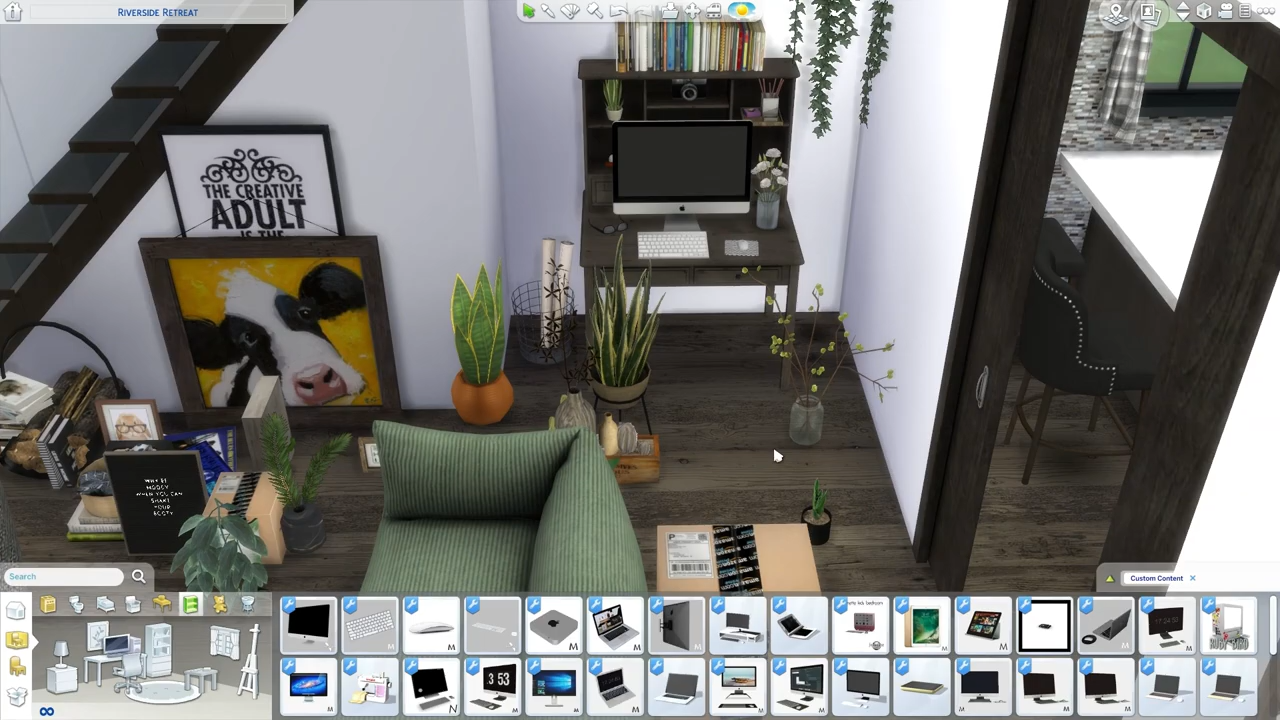 RIVERSIDE RETREAT
THE CREATIVE
ADULT
IS THE
WHY BE
MOODY
WHEN YOU CAN
SHAKE
YOUR
BOOTY
Search
Custom Content
3 53